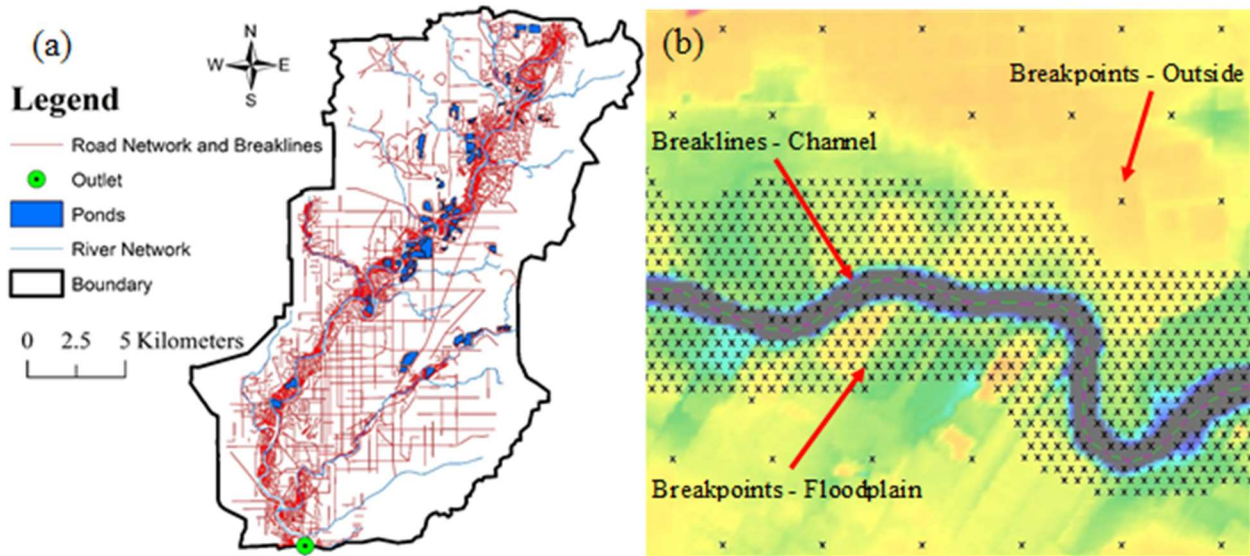 (a)
N
W E
S
Legend
Road Network and Breaklines
Outlet
Ponds
River Network
Boundary
0 2.5 5 Kilometers
(b)
Breakpoints - Outside
Breaklines - Channel
Breakpoints - Floodplain